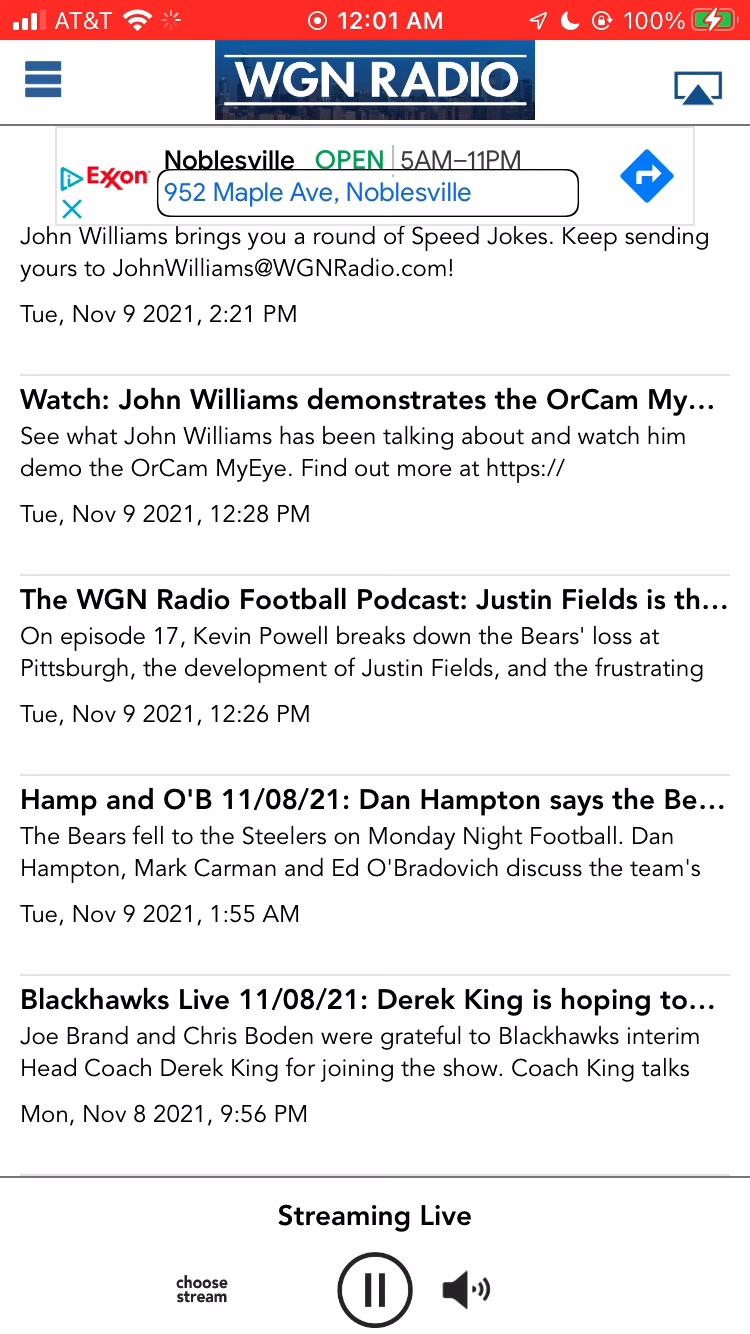 AT&T 12:01 AM 100%
WGN RADIO
Exxon
Noblesville OPEN 5AM–11PM
952 Maple Ave, Noblesville
John Williams brings you a round of Speed Jokes. Keep sending
yours to JohnWilliams@WGNRadio.com!
Tue, Nov 9 2021, 2:21 PM
Watch: John Williams demonstrates the OrCam My...
See what John Williams has been talking about and watch him
demo the OrCam MyEye. Find out more at https://
Tue, Nov 9 2021, 12:28 PM
The WGN Radio Football Podcast: Justin Fields is th...
On episode 17, Kevin Powell breaks down the Bears' loss at
Pittsburgh, the development of Justin Fields, and the frustrating
Tue, Nov 9 2021, 12:26 PM
Hamp and O'B 11/08/21: Dan Hampton says the Be...
The Bears fell to the Steelers on Monday Night Football. Dan
Hampton, Mark Carman and Ed O'Bradovich discuss the team's
Tue, Nov 9 2021, 1:55 AM
Blackhawks Live 11/08/21: Derek King is hoping to...
Joe Brand and Chris Boden were grateful to Blackhawks interim
Head Coach Derek King for joining the show. Coach King talks
Mon, Nov 8 2021, 9:56 PM
Streaming Live
choose
stream